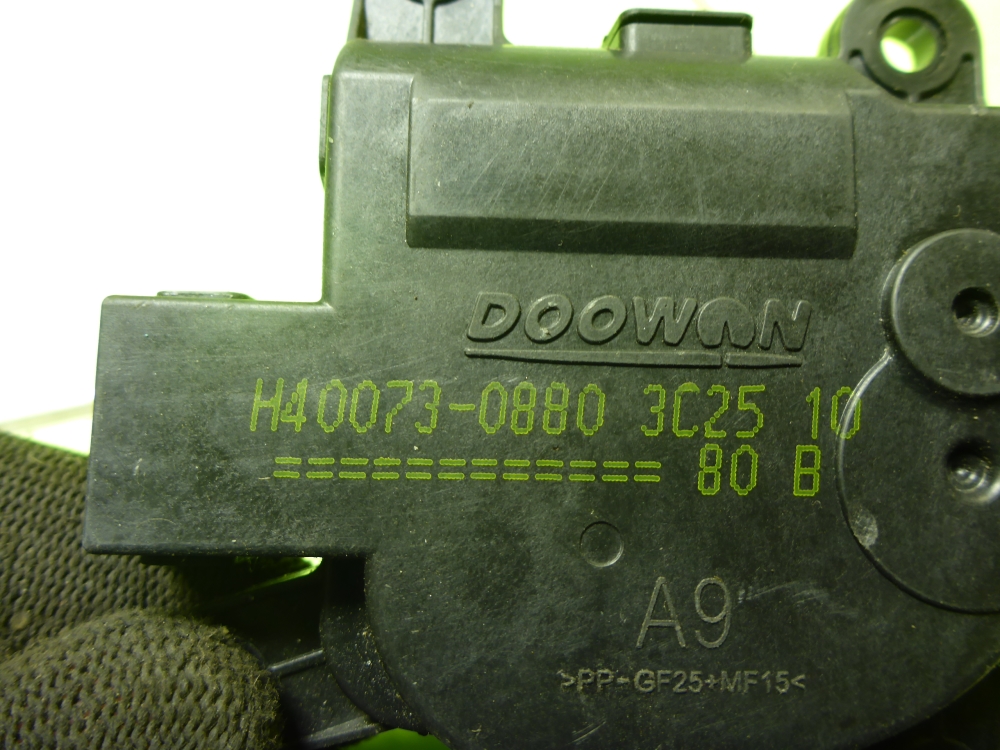 DOOWON
H40073-0880 3C25 10
============ 80 B
A9
>PP-GF25+MF15<